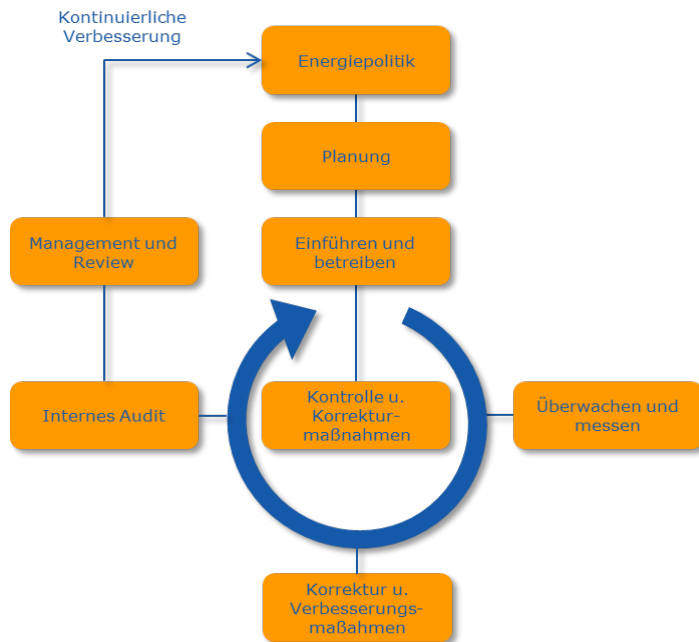 Kontinuierliche
Verbesserung
Energiepolitik
Planung
Management und
Review
Einführen und
betreiben
Internes Audit
Kontrolle u.
Korrektur-
maßnahmen
Überwachen und
messen
Korrektur u.
Verbesserungs-
maßahmen